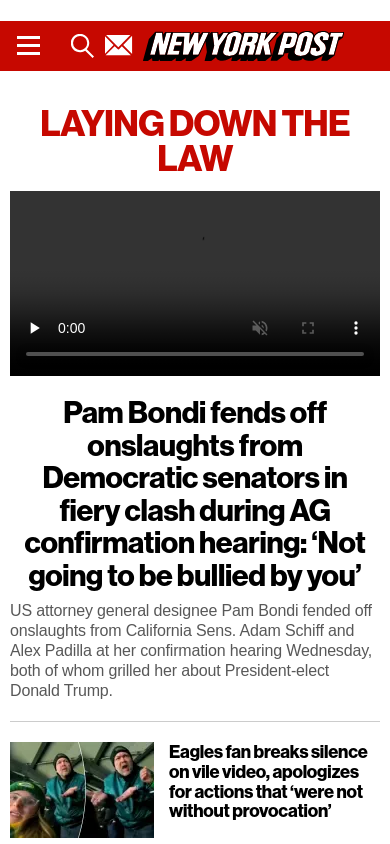 NEW YORK POST
LAYING DOWN THE
LAW
0:00
Pam Bondi fends off
onslaughts from
Democratic senators in
fiery clash during AG
confirmation hearing: ‘Not
going to be bullied by you’
US attorney general designee Pam Bondi fended off
onslaughts from California Sens. Adam Schiff and
Alex Padilla at her confirmation hearing Wednesday,
both of whom grilled her about President-elect
Donald Trump.
Eagles fan breaks silence
on vile video, apologizes
for actions that ‘were not
without provocation’